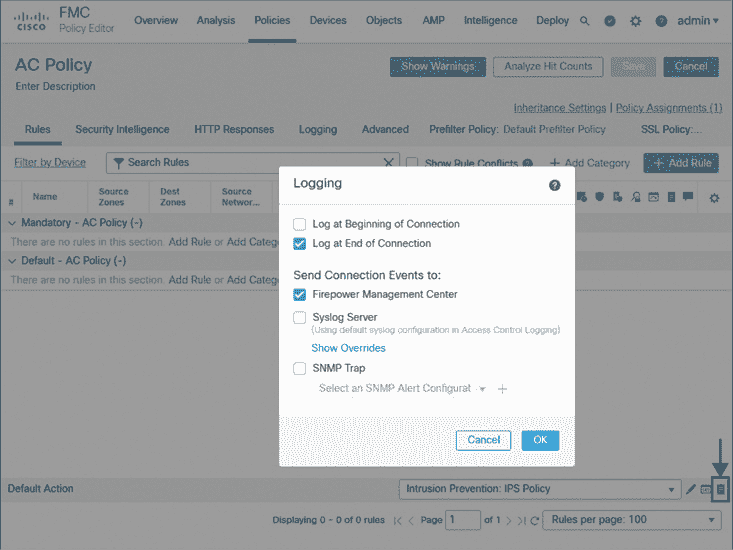 CISCO
FMC
Policy Editor
Overview Analysis Policies Devices Objects AMP Intelligence Deploy admin
AC Policy
Enter Description
Show Warnings Analyze Hit Counts Save Cancel
Inheritance Settings | Policy Assignments (1)
Rules Security Intelligence HTTP Responses Logging Advanced Prefilter Policy: Default Prefilter Policy SSL Policy:...
Filter by Device Search Rules Show Rule Conflicts + Add Category + Add Rule
# Name Source Zones Dest Zones Source Networ...
Mandatory - AC Policy (-)
There are no rules in this section. Add Rule or Add Catego
Default - AC Policy (-)
There are no rules in this section. Add Rule or Add Catego
Logging
Log at Beginning of Connection
Log at End of Connection
Send Connection Events to:
Firepower Management Center
Syslog Server
(Using default syslog configuration in Access Control Logging)
Show Overrides
SNMP Trap
Select an SNMP Alert Configurat
Cancel OK
Default Action Intrusion Prevention: IPS Policy
Displaying 0 - 0 of 0 rules Page 1 of 1 Rules per page: 100